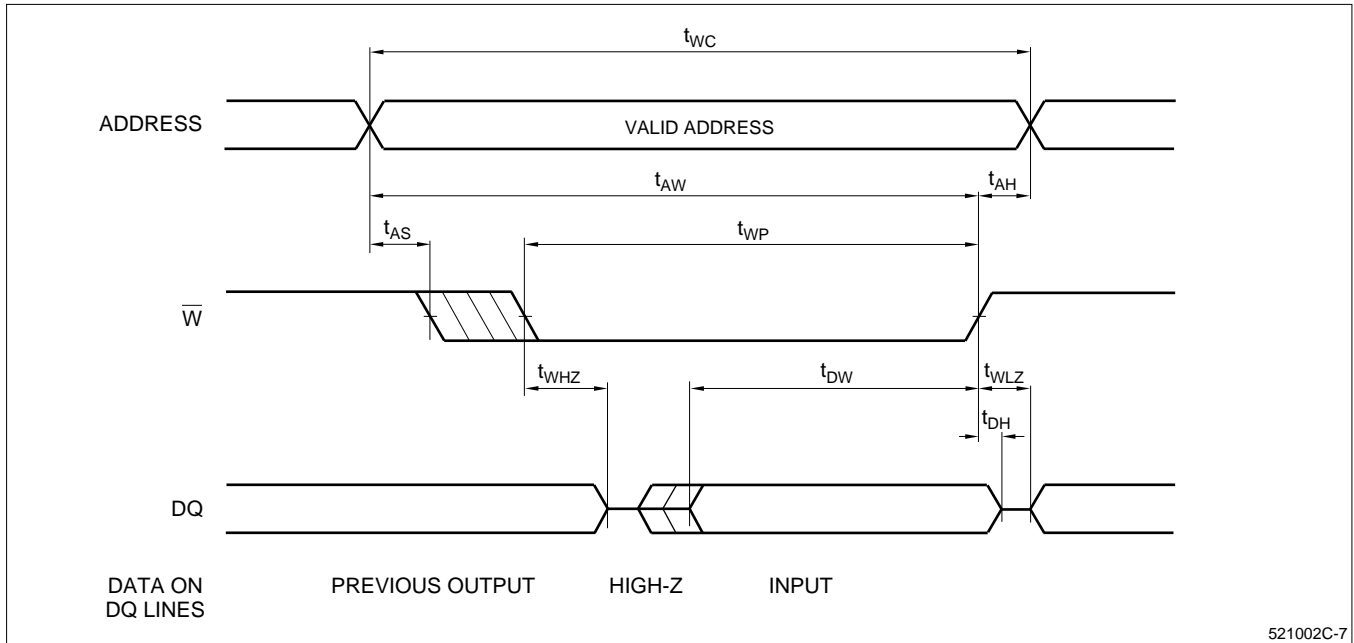 tWC
ADDRESS
VALID ADDRESS
tAW
tAH
tAS
tWP
W̅
tWHZ
tDW
tWLZ
tDH
DQ
DATA ON
DQ LINES
PREVIOUS OUTPUT
HIGH-Z
INPUT
521002C-7